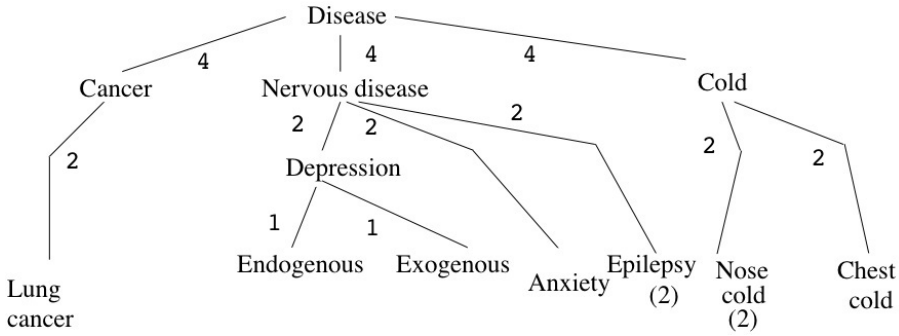 Disease
4
4
4
Cancer
Nervous disease
Cold
2
2
2
2
2
2
Depression
1
1
Endogenous
Exogenous
Anxiety
Epilepsy
(2)
Nose
cold
(2)
Chest
cold
Lung
cancer